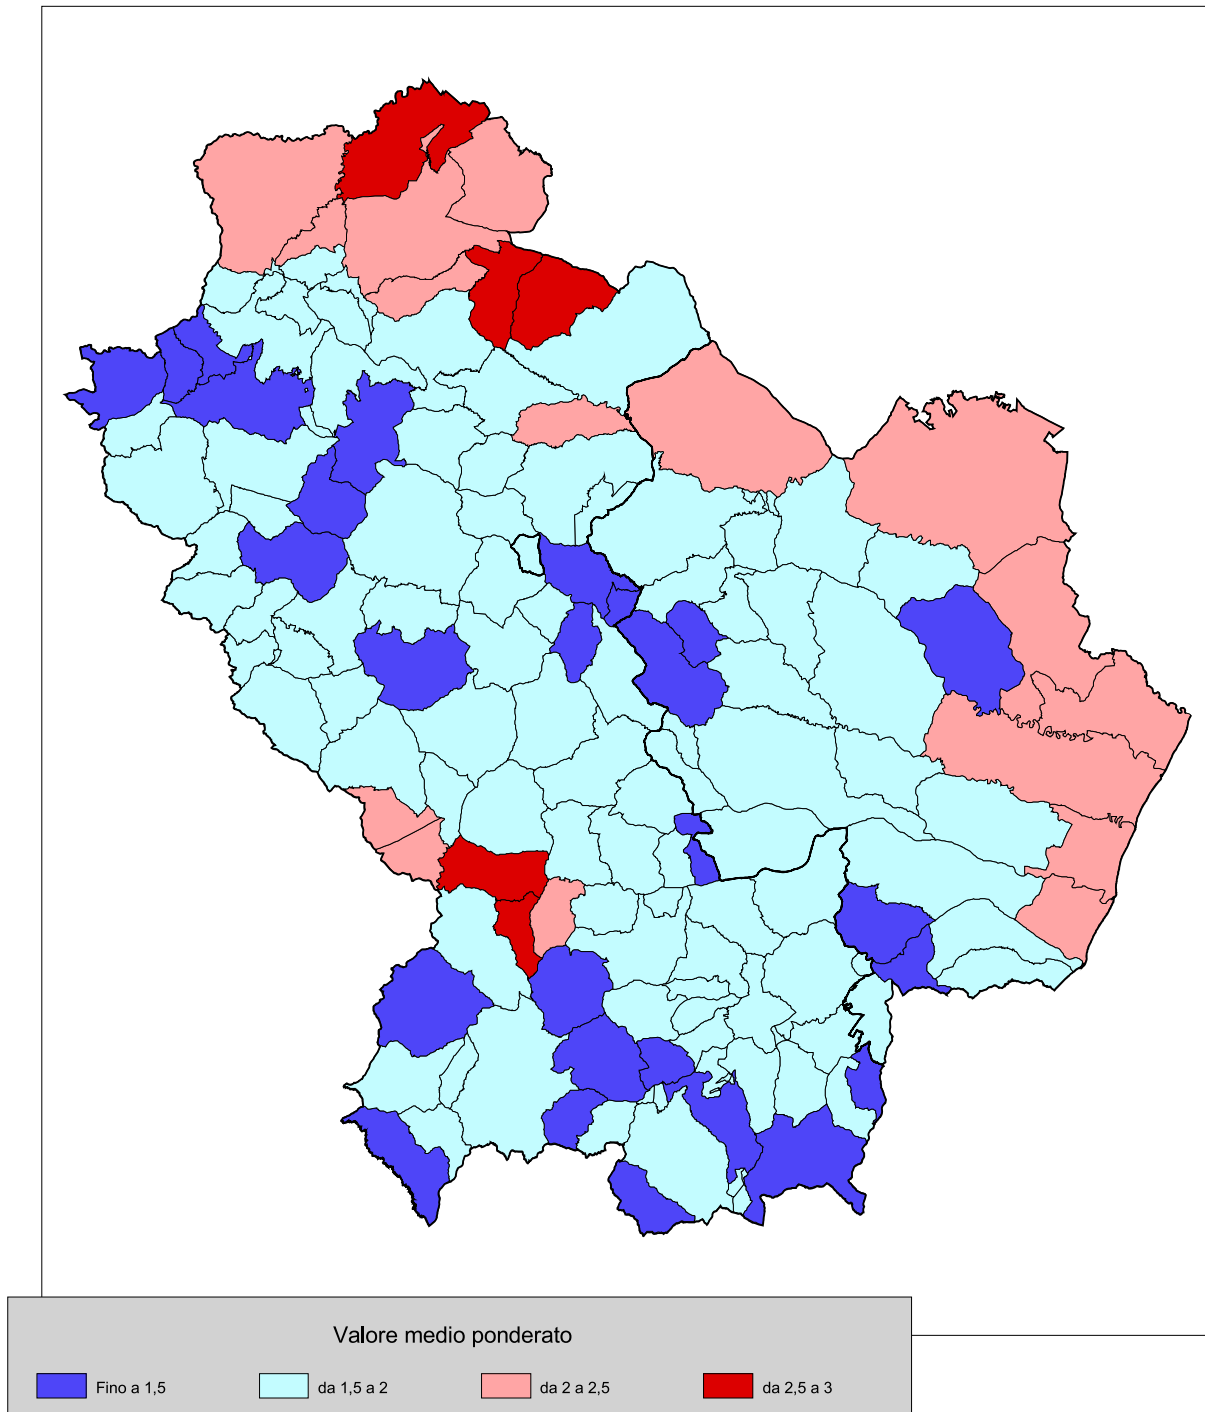 Valore medio ponderato
Fino a 1,5
da 1,5 a 2
da 2 a 2,5
da 2,5 a 3